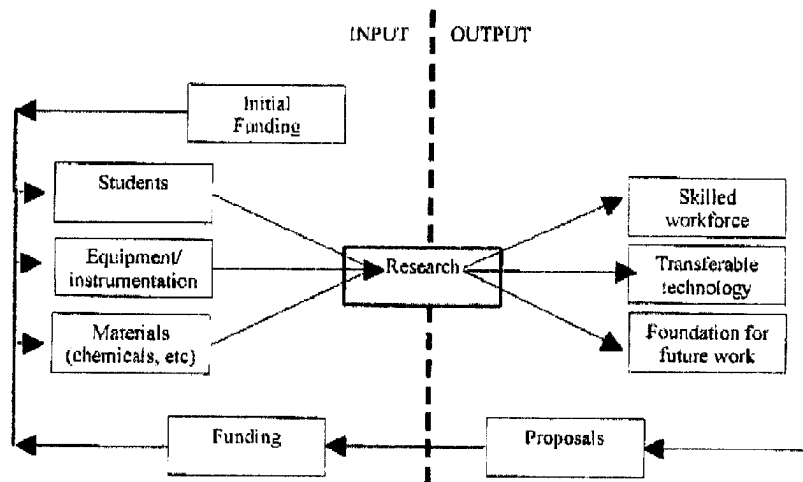 INPUT
OUTPUT
Initial
Funding
Students
Equipment/
instrumentation
Materials
(chemicals, etc)
Research
Skilled
workforce
Transferable
technology
Foundation for
future work
Funding
Proposals